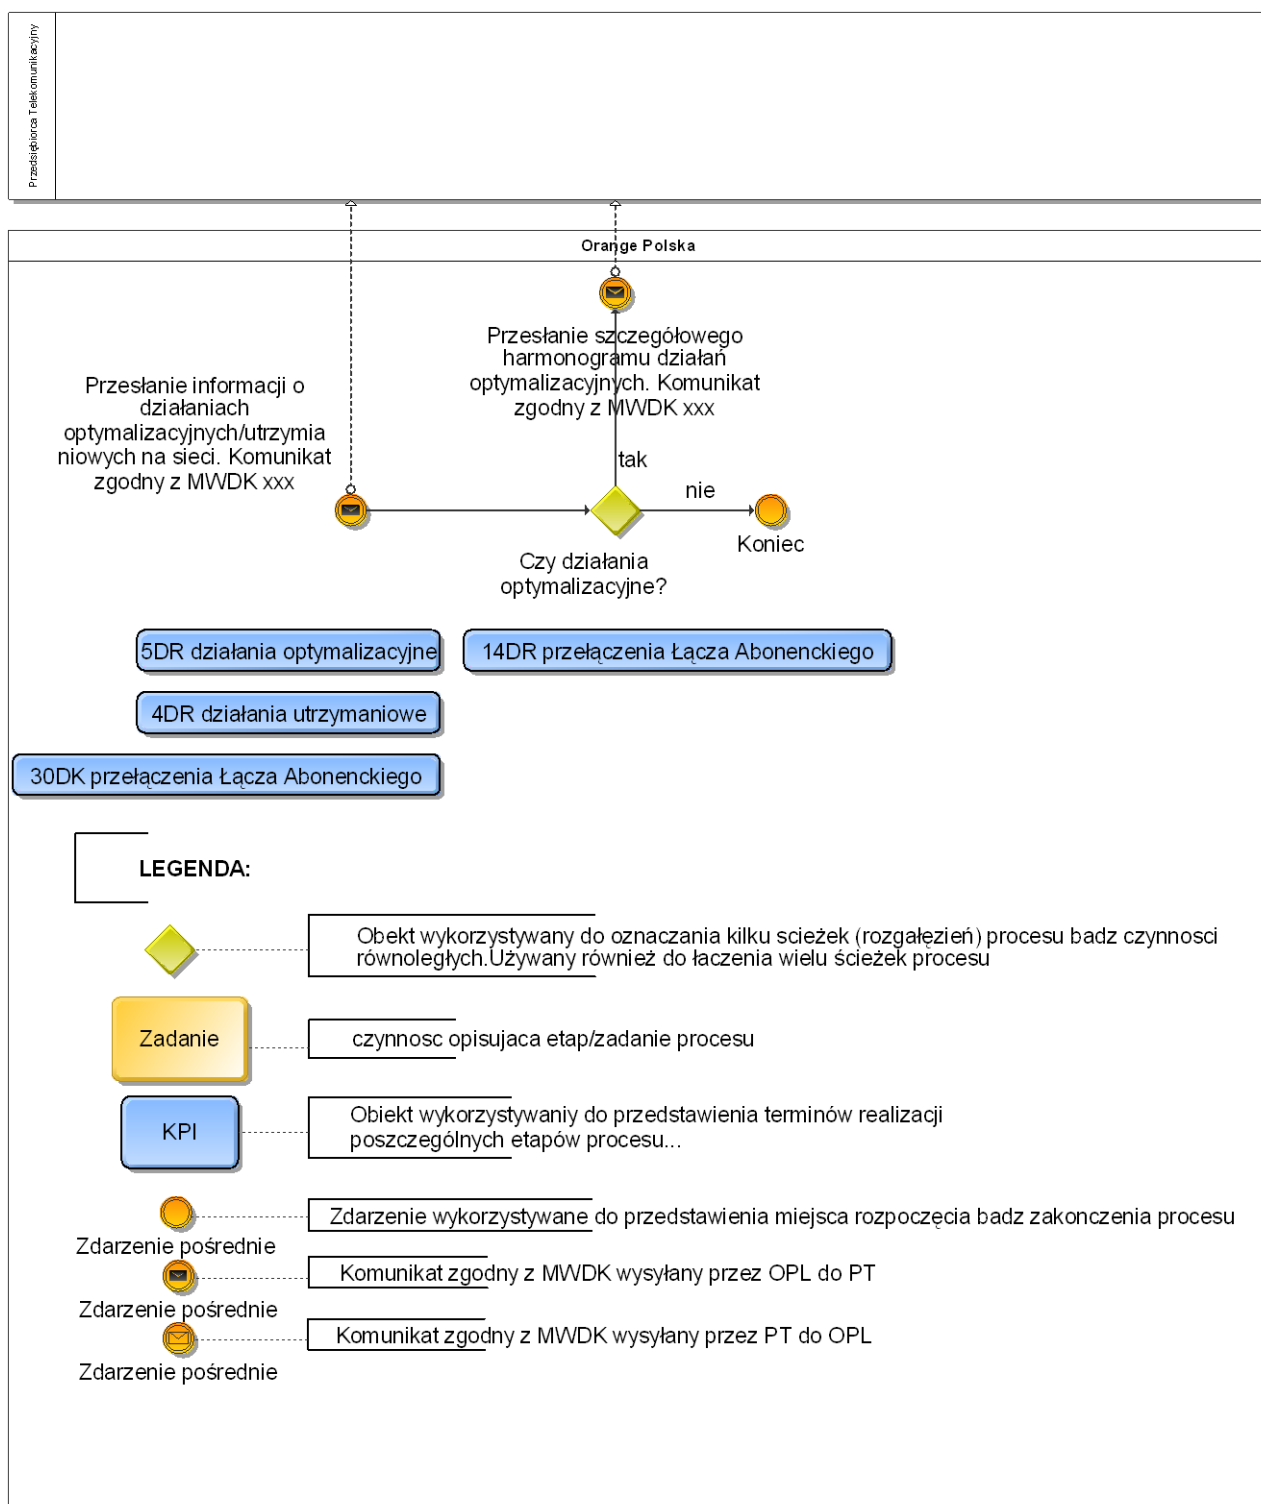 Przedsiębiorca Telekomunikacyjny
Orange Polska
Przesłanie szczegółowego
harmonogramu działań
optymalizacyjnych. Komunikat
zgodny z MWDK xxx
Przesłanie informacji o
działaniach
optymalizacyjnych/utrzymia
niowych na sieci. Komunikat
zgodny z MWDK xxx
tak
nie
Koniec
Czy działania
optymalizacyjne?
5DR działania optymalizacyjne
14DR przełączenia Łącza Abonenckiego
4DR działania utrzymaniowe
30DK przełączenia Łącza Abonenckiego
LEGENDA:
Obekt wykorzystywany do oznaczania kilku scieżek (rozgałęzień) procesu badz czynnosci
równoległych.Używany również do łaczenia wielu ścieżek procesu
Zadanie
czynnosc opisujaca etap/zadanie procesu
KPI
Obiekt wykorzystywaniy do przedstawienia terminów realizacji
poszczególnych etapów procesu...
Zdarzenie wykorzystywane do przedstawienia miejsca rozpoczęcia badz zakonczenia procesu
Zdarzenie pośrednie
Komunikat zgodny z MWDK wysyłany przez OPL do PT
Zdarzenie pośrednie
Komunikat zgodny z MWDK wysyłany przez PT do OPL
Zdarzenie pośrednie